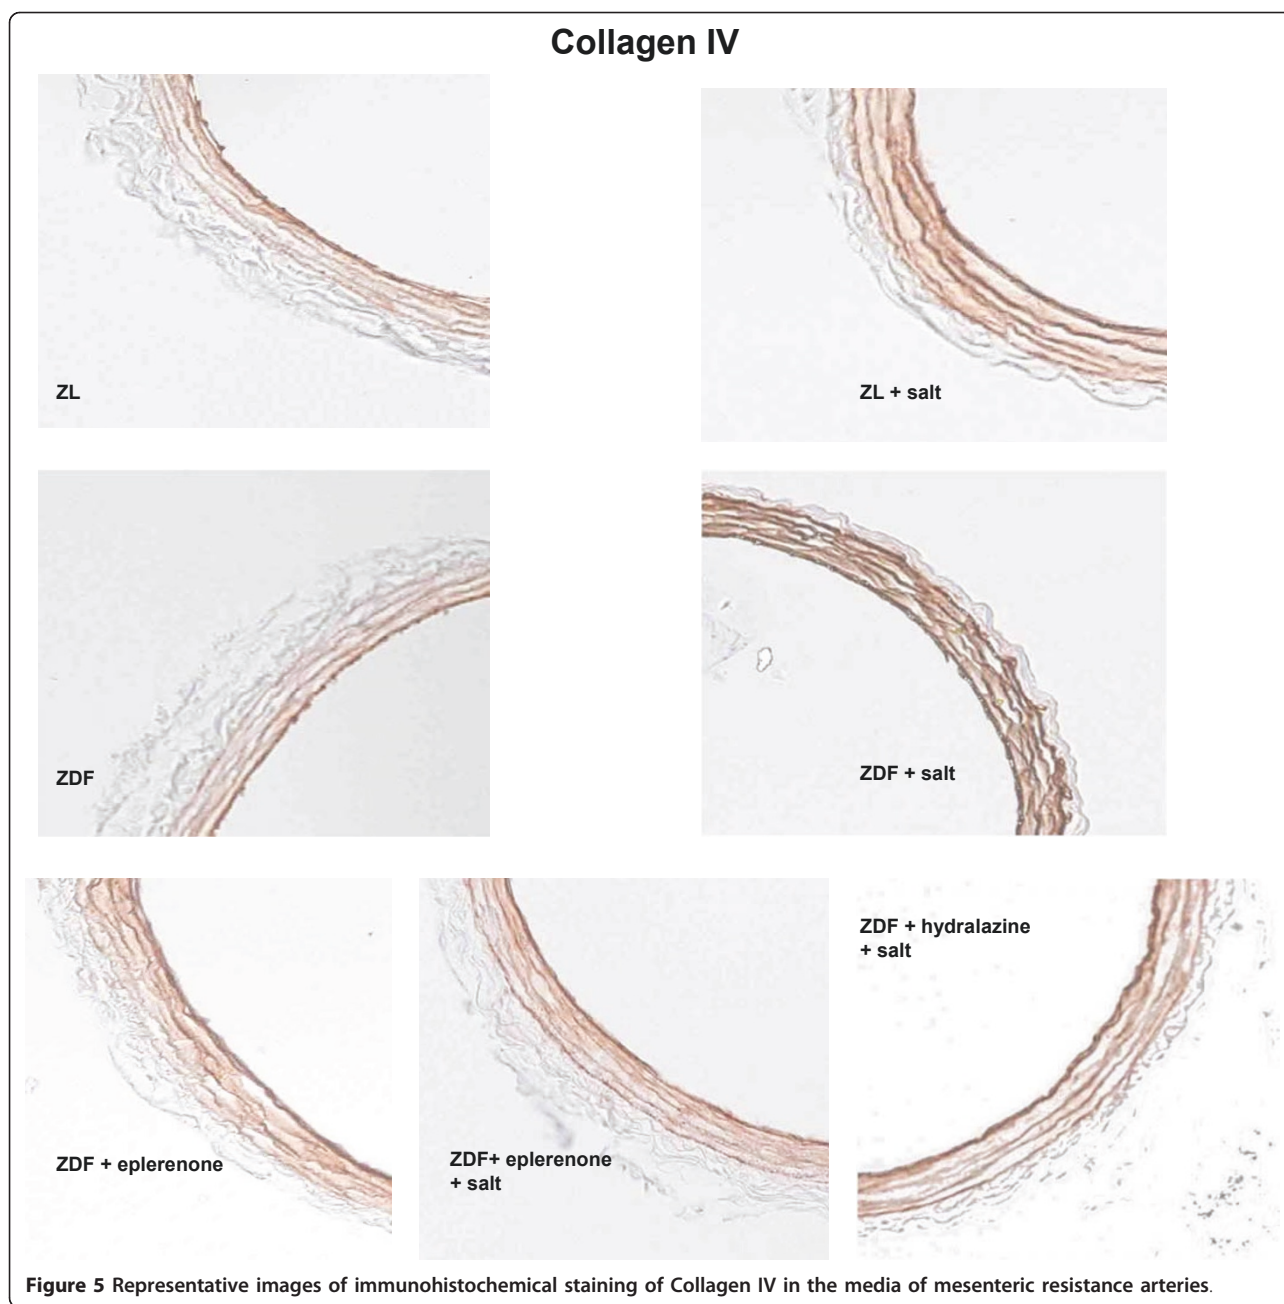 Collagen IV
ZL
ZL + salt
ZDF
ZDF + salt
ZDF + eplerenone
ZDF+ eplerenone
+ salt
ZDF + hydralazine
+ salt
Figure 5 Representative images of immunohistochemical staining of Collagen IV in the media of mesenteric resistance arteries.